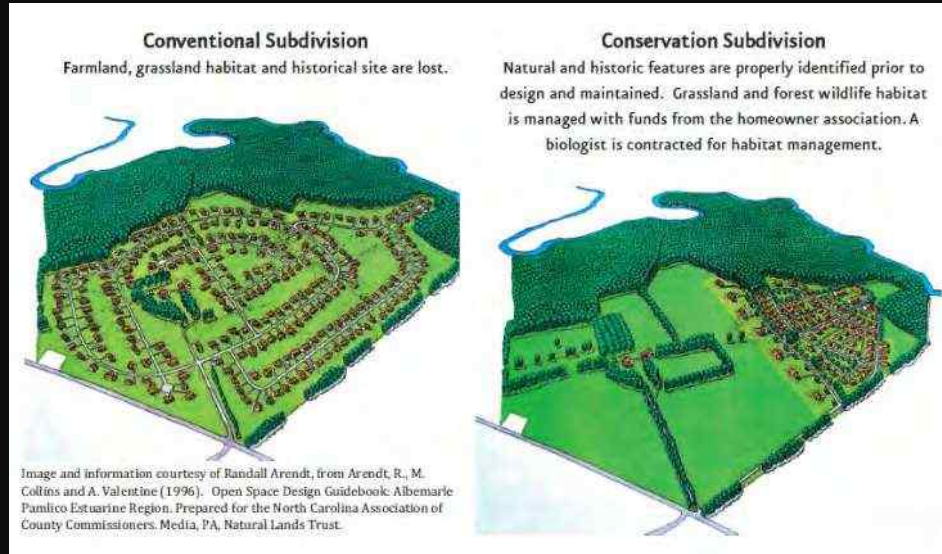 Conventional Subdivision
Farmland, grassland habitat and historical site are lost.
Conservation Subdivision
Natural and historic features are properly identified prior to
design and maintained. Grassland and forest wildlife habitat
is managed with funds from the homeowner association. A
biologist is contracted for habitat management.
Image and information courtesy of Randall Arendt, from Arendt, R., M.
Collins and A. Valentine (1996). Open Space Design Guidebook: Albemarle
Pamlico Estuarine Region. Prepared for the North Carolina Association of
County Commissioners. Media, PA, Natural Lands Trust.